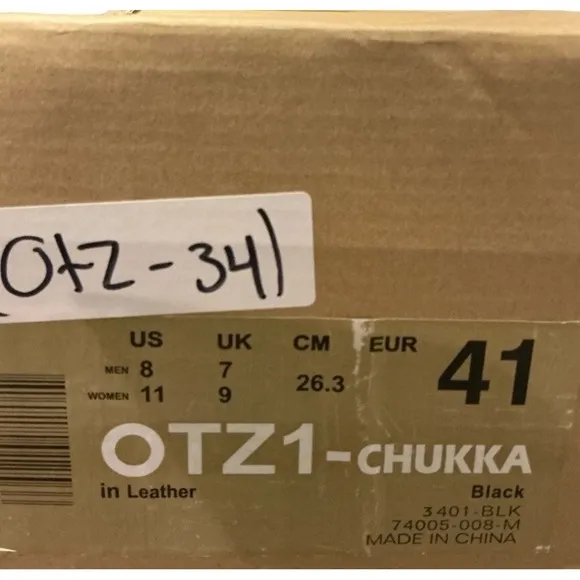 (OtZ-34)
US UK CM EUR 41
MEN 8 7 26.3
WOMEN 11 9
OTZ1-CHUKKA
in Leather Black
3401-BLK
74005-008-M
MADE IN CHINA